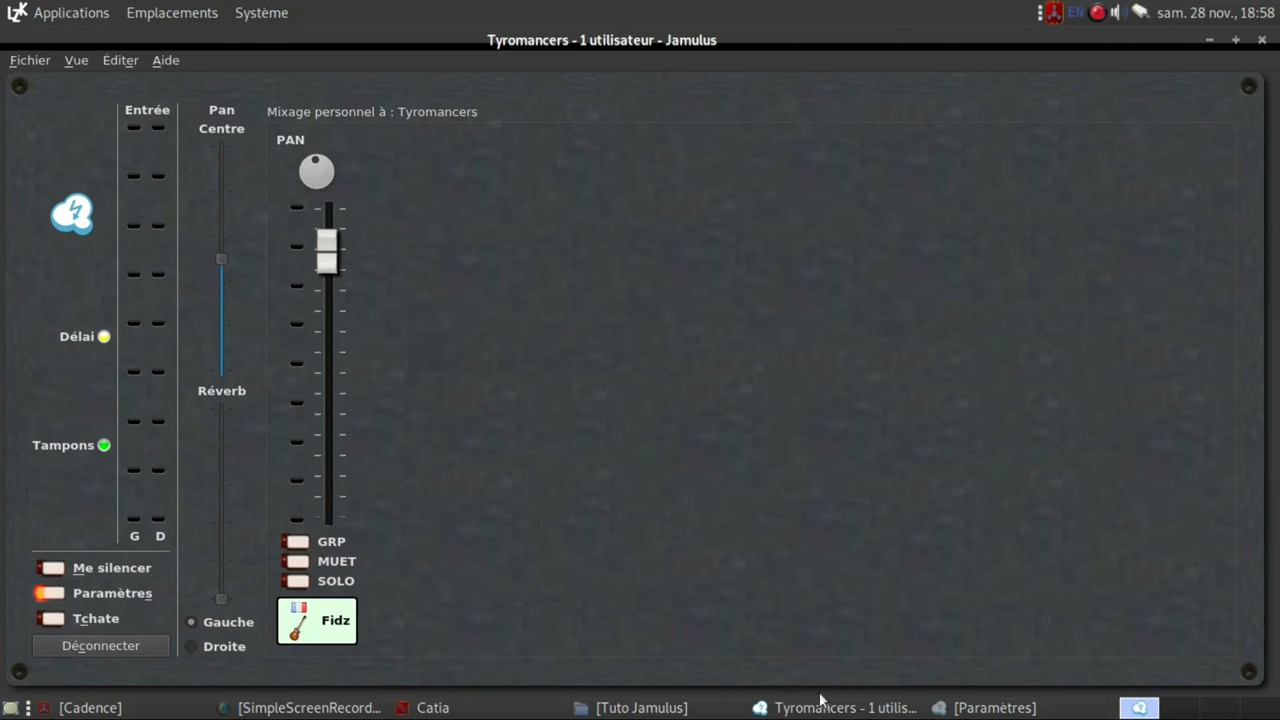 Applications Emplacements Système EN sam. 28 nov., 18:58
Tyromancers - 1 utilisateur - Jamulus
Fichier Vue Éditer Aide
Entrée
Pan
Centre
Mixage personnel à : Tyromancers
PAN
Délai
Réverb
Tampons
G D
GRP
MUET
SOLO
Me silencer
Paramètres
Tchate
Gauche
Fidz
Déconnecter
Droite
[Cadence] [SimpleScreenRecord... Catia [Tuto Jamulus] Tyromancers - 1 utilis... [Paramètres]